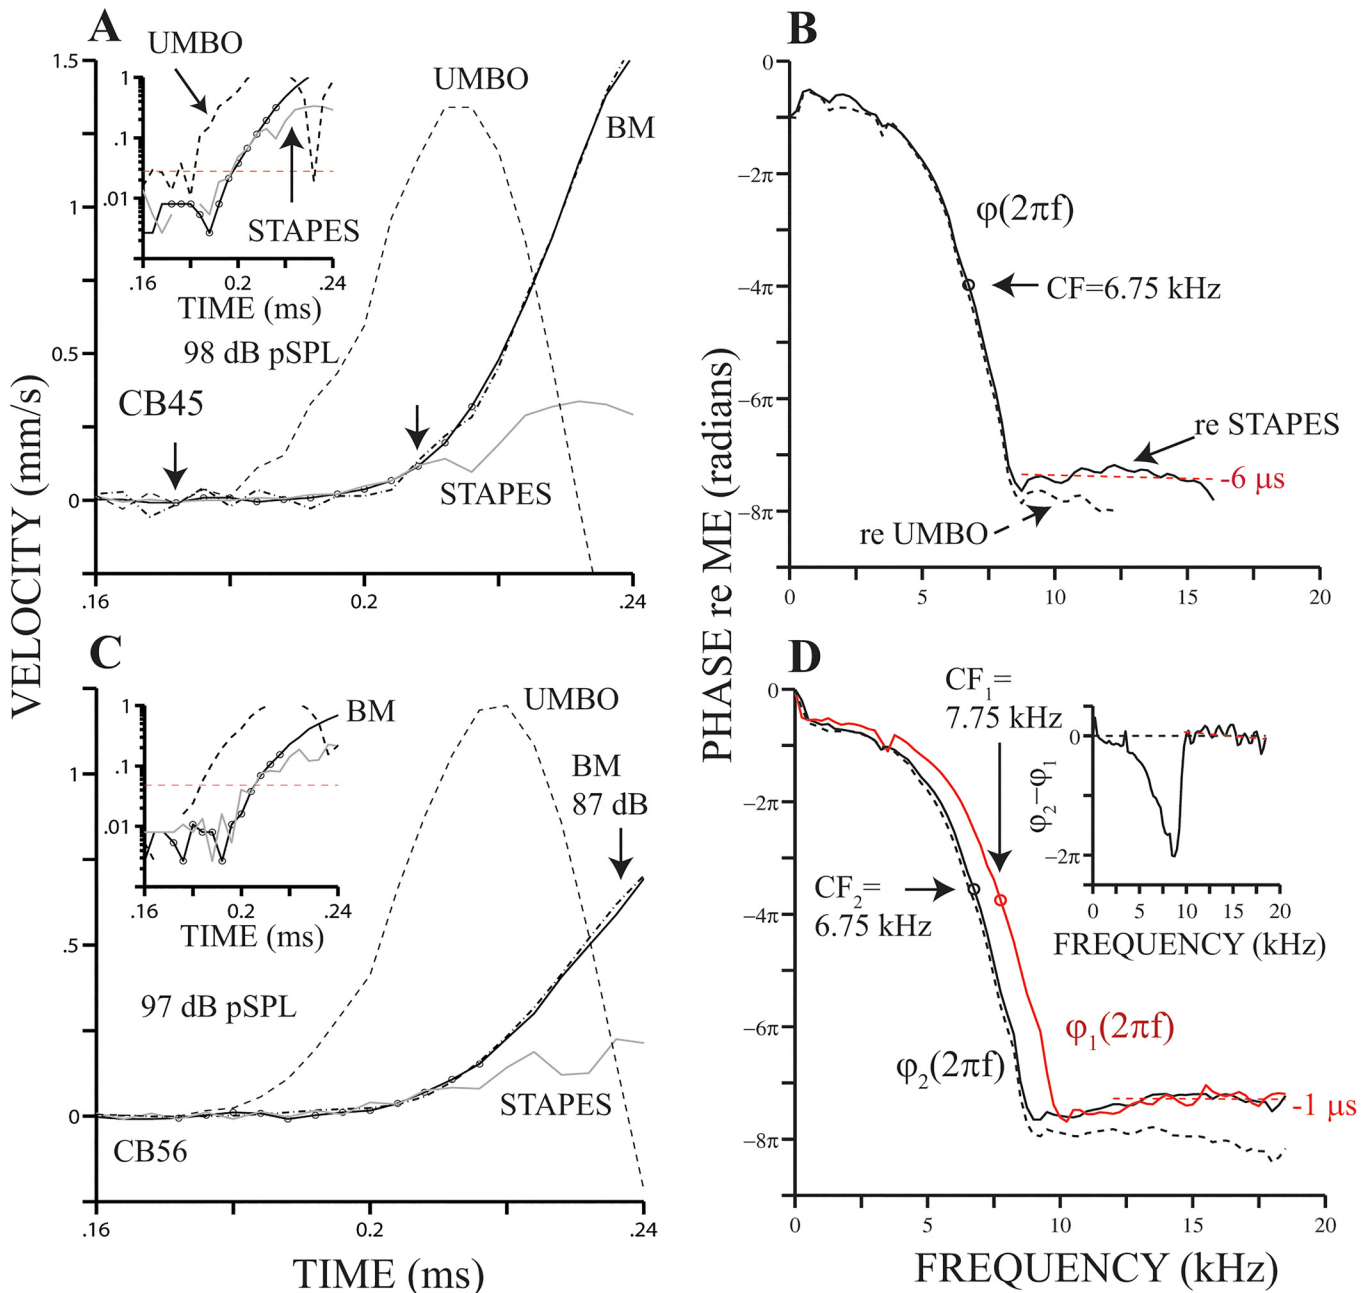 A
UMBO
1
.1
.01
STAPES
.16
0.2
.24
TIME (ms)
98 dB pSPL
UMBO
BM
1.5
1
0.5
0
CB45
STAPES
.16
0.2
.24
VELOCITY (mm/s)
B
0
−2π
−4π
−6π
−8π
φ(2πf)
CF=6.75 kHz
re STAPES
-6 μs
re UMBO
0
5
10
15
20
PHASE re ME (radians)
C
1
.1
.01
BM
.16
0.2
.24
TIME (ms)
97 dB pSPL
UMBO
BM
87 dB
1
.5
0
STAPES
CB56
.16
0.2
.24
TIME (ms)
D
CF1=
7.75 kHz
0
−2π
−4π
−6π
−8π
CF2=
6.75 kHz
φ2−φ1
0
−2π
0
5
10
15
20
FREQUENCY (kHz)
φ1(2πf)
φ2(2πf)
-1 μs
0
5
10
15
20
FREQUENCY (kHz)